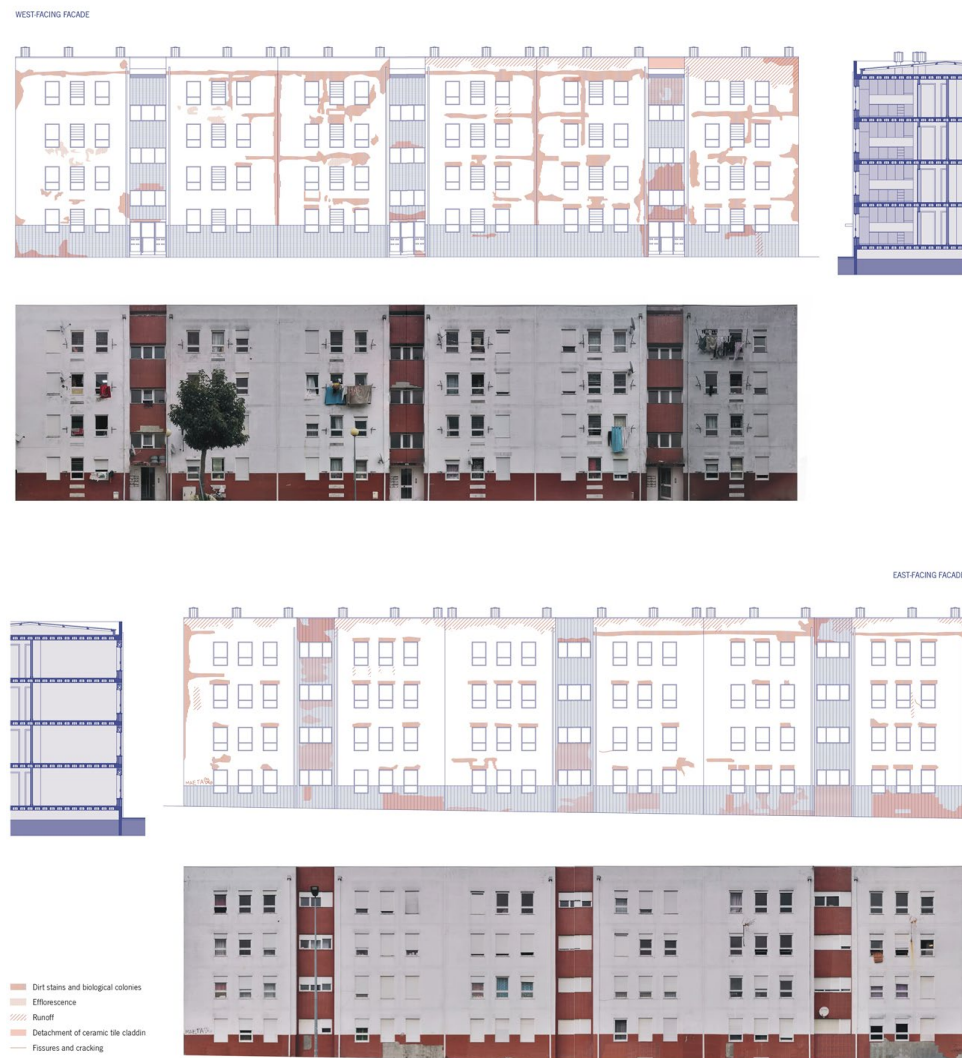 WEST-FACING FACADE
EAST-FACING FACADE
Dirt stains and biological colonies
Efflorescence
Runoff
Detachment of ceramic tile claddin
Fissures and cracking